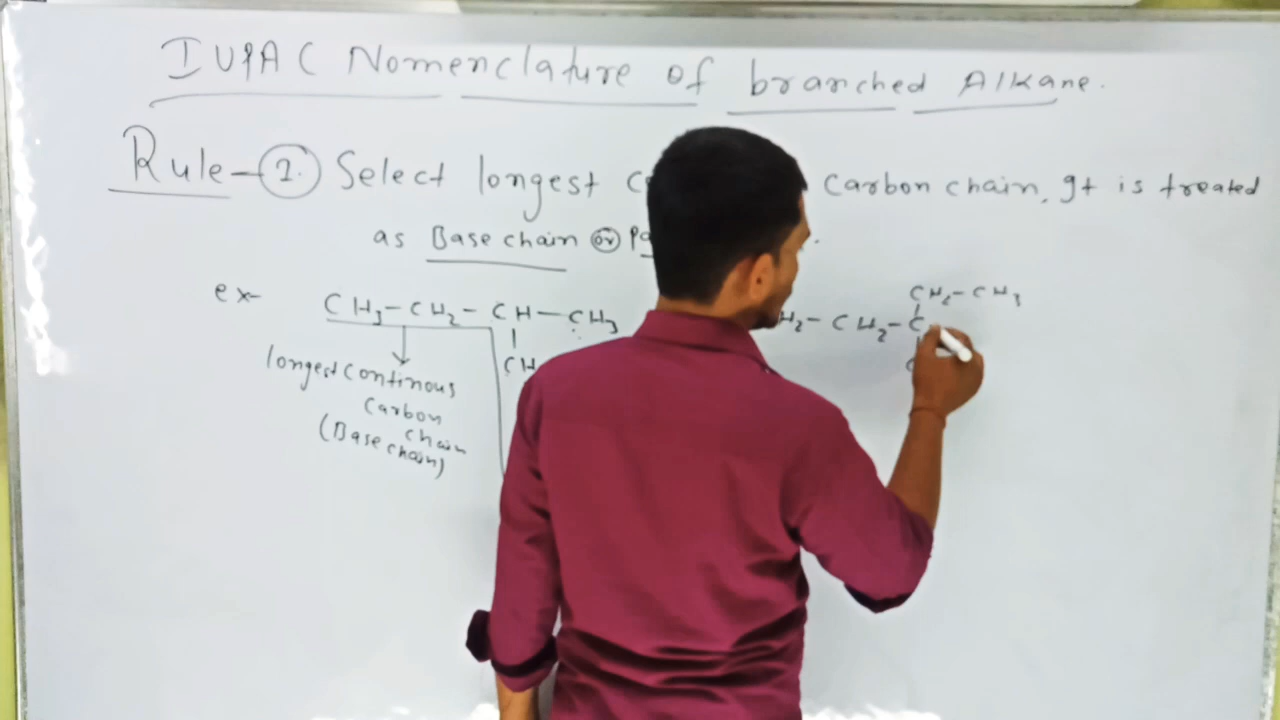 IUPAC Nomenclature of branched Alkane.
Rule-1. Select longest carbon chain, It is treated
as Base chain or
ex- CH3-CH2-CH-CH3
CH
longest continous
carbon
chain
(Base chain)
CH2-CH3
H2-CH2-C